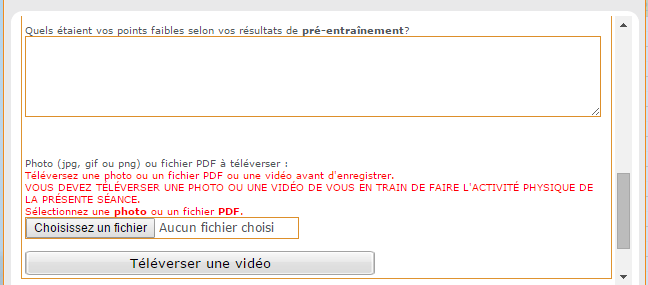 Quels étaient vos points faibles selon vos résultats de pré-entraînement?
Photo (jpg, gif ou png) ou fichier PDF à téléverser :
Téléversez une photo ou un fichier PDF ou une vidéo avant d'enregistrer.
VOUS DEVEZ TÉLÉVERSER UNE PHOTO OU UNE VIDÉO DE VOUS EN TRAIN DE FAIRE L'ACTIVITÉ PHYSIQUE DE
LA PRÉSENTE SÉANCE.
Sélectionnez une photo ou un fichier PDF.
Choisissez un fichier Aucun fichier choisi
Téléverser une vidéo